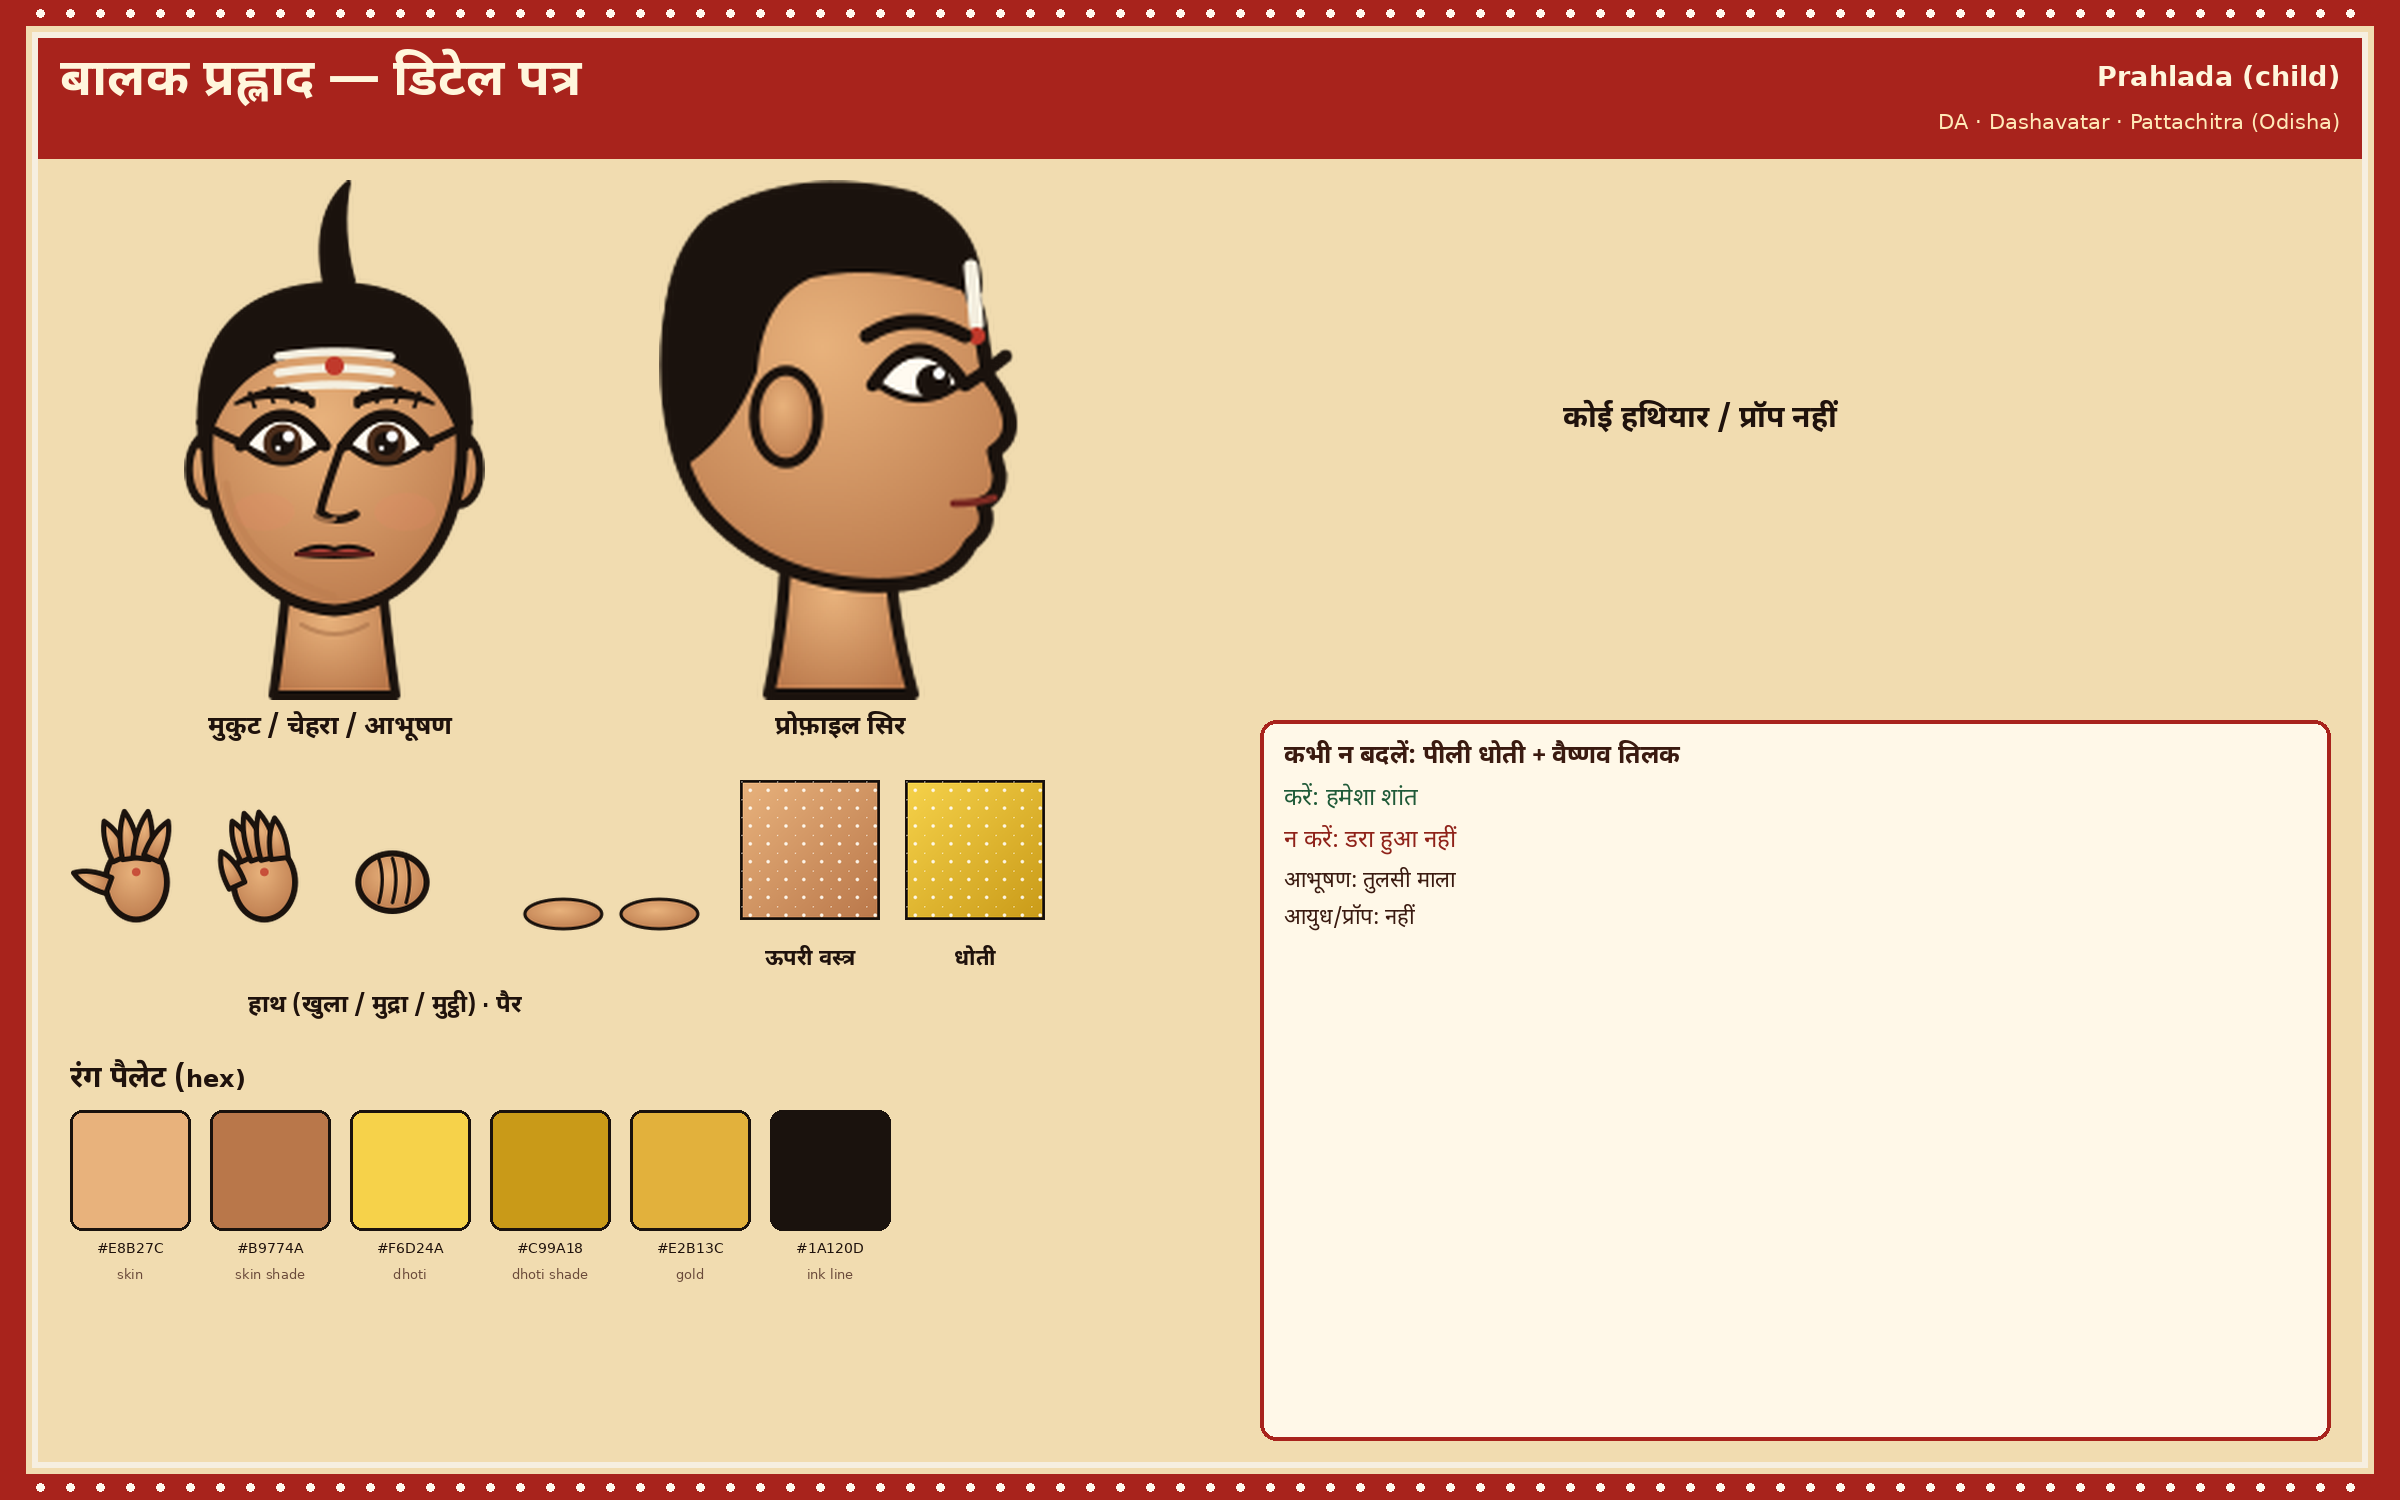 बालक प्रह्लाद — डिटेल पत्र
Prahlada (child)
DA · Dashavatar · Pattachitra (Odisha)
कोई हथियार / प्रॉप नहीं
मुकुट / चेहरा / आभूषण
प्रोफ़ाइल सिर
ऊपरी वस्त्र
धोती
हाथ (खुला / मुद्रा / मुट्ठी) · पैर
रंग पैलेट (hex)
#E8B27C
#B9774A
#F6D24A
#C99A18
#E2B13C
#1A120D
skin
skin shade
dhoti
dhoti shade
gold
ink line
कभी न बदलें: पीली धोती + वैष्णव तिलक
करें: हमेशा शांत
न करें: डरा हुआ नहीं
आभूषण: तुलसी माला
आयुध/प्रॉप: नहीं